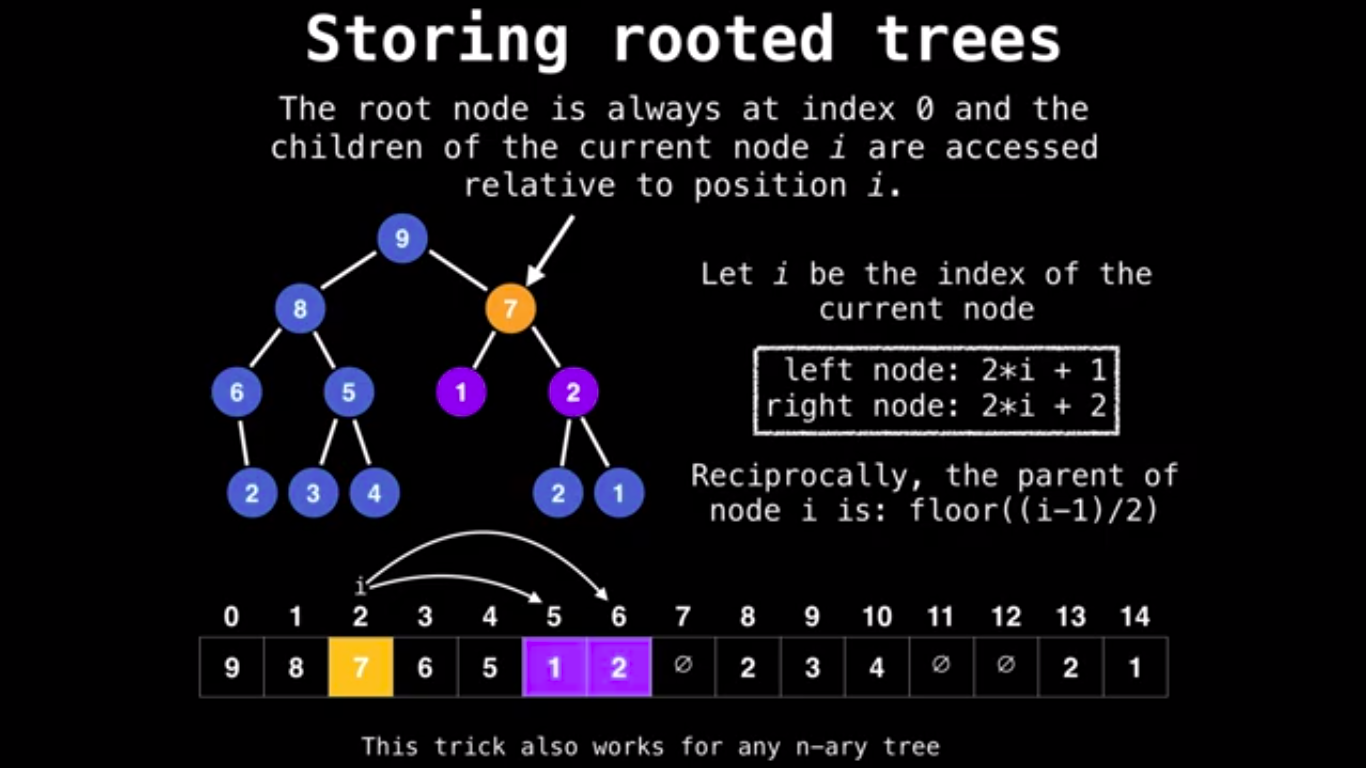 Storing rooted trees
The root node is always at index 0 and the
children of the current node i are accessed
relative to position i.
9
8 7
6 5 1 2
2 3 4 2 1
Let i be the index of the
current node
left node: 2*i + 1
right node: 2*i + 2
Reciprocally, the parent of
node i is: floor((i-1)/2)
i
0 1 2 3 4 5 6 7 8 9 10 11 12 13 14
9 8 7 6 5 1 2 ∅ 2 3 4 ∅ ∅ 2 1
This trick also works for any n-ary tree